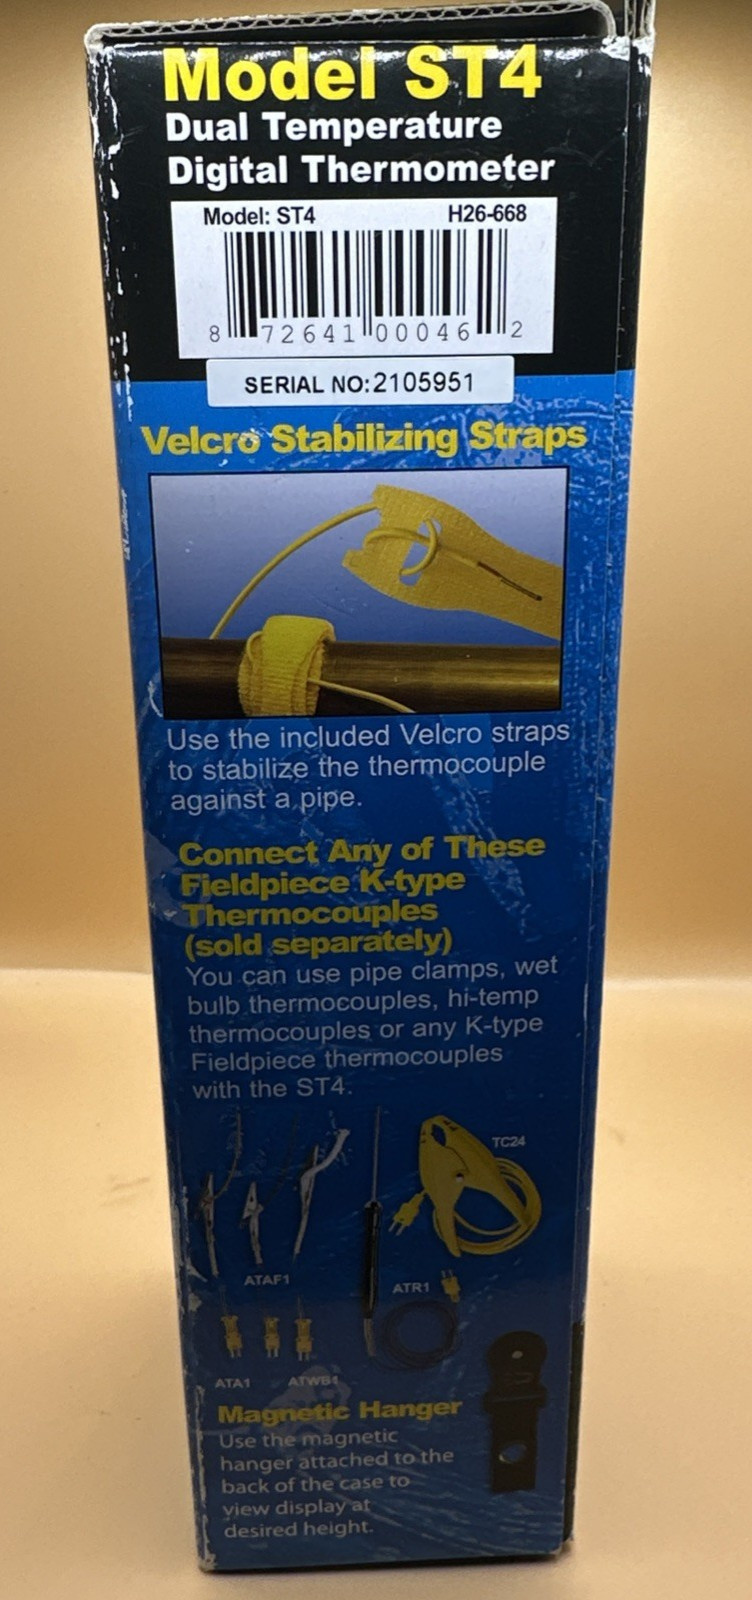 Model ST4
Dual Temperature
Digital Thermometer
Model: ST4 H26-668
8 72641 00046 2
SERIAL NO:2105951
Velcro Stabilizing Straps
Use the included Velcro straps
to stabilize the thermocouple
against a pipe.
Connect Any of These
Fieldpiece K-type
Thermocouples
(sold separately)
You can use pipe clamps, wet
bulb thermocouples, hi-temp
thermocouples or any K-type
Fieldpiece thermocouples
with the ST4.
TC24
ATAF1
ATR1
ATA1 ATWB1
Magnetic Hanger
Use the magnetic
hanger attached to the
back of the case to
view display at
desired height.